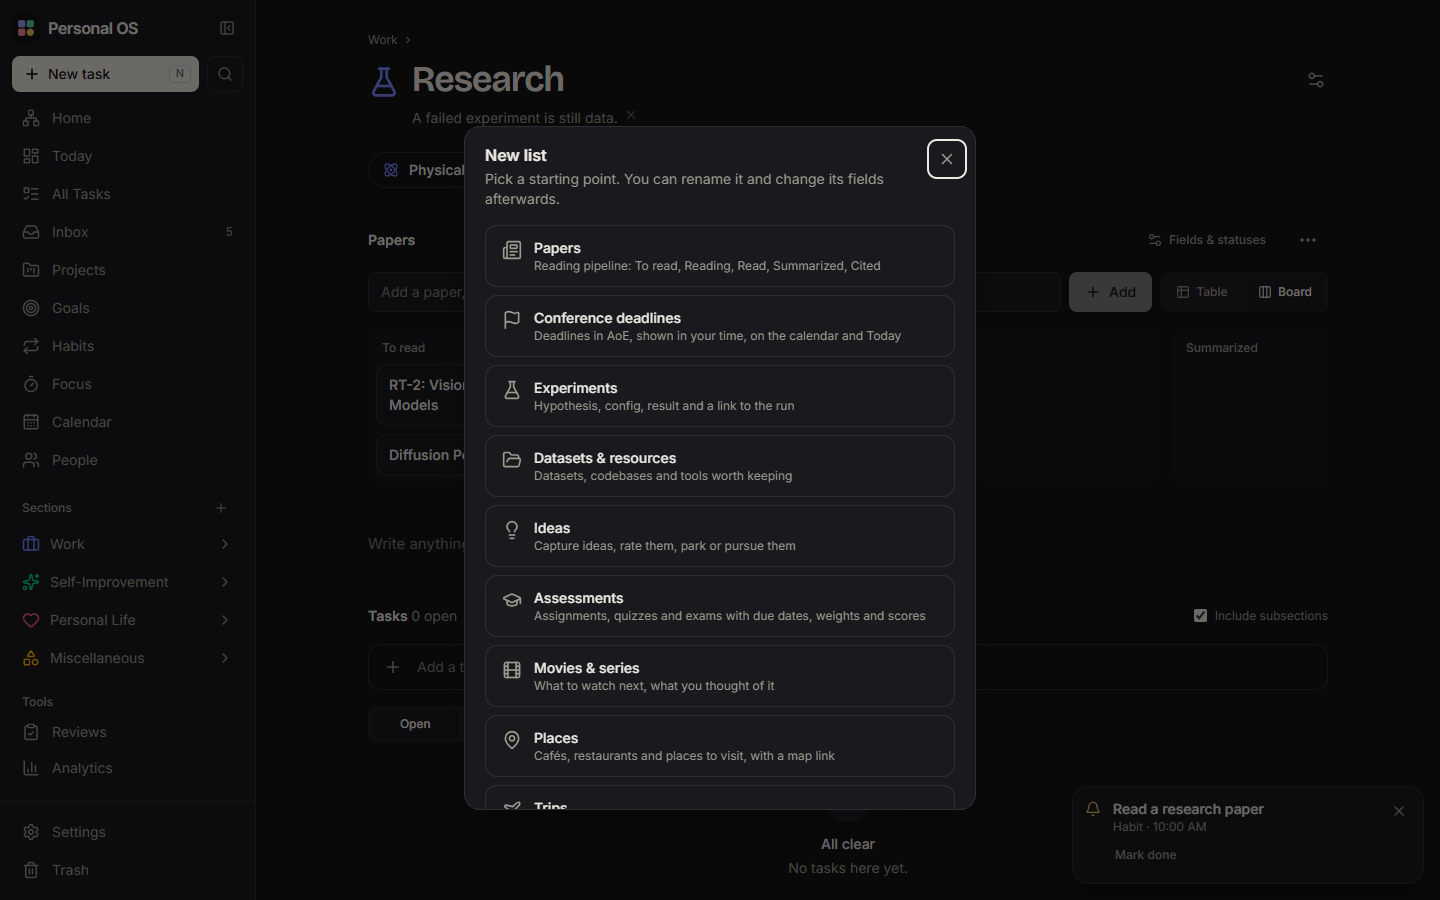 Personal OS
New task
N
Home
Today
All Tasks
Inbox
5
Projects
Goals
Habits
Focus
Calendar
People
Sections
Work
Self-Improvement
Personal Life
Miscellaneous
Tools
Reviews
Analytics
Settings
Trash
Work
Research
A failed experiment is still data.
Physical
Papers
Fields & statuses
Add a paper,
Add
Table
Board
To read
RT-2: Vision
Models
Diffusion Po
Summarized
Write anything
Tasks 0 open
Include subsections
Add a t
Open
All clear
No tasks here yet.
New list
Pick a starting point. You can rename it and change its fields
afterwards.
Papers
Reading pipeline: To read, Reading, Read, Summarized, Cited
Conference deadlines
Deadlines in AoE, shown in your time, on the calendar and Today
Experiments
Hypothesis, config, result and a link to the run
Datasets & resources
Datasets, codebases and tools worth keeping
Ideas
Capture ideas, rate them, park or pursue them
Assessments
Assignments, quizzes and exams with due dates, weights and scores
Movies & series
What to watch next, what you thought of it
Places
Cafés, restaurants and places to visit, with a map link
Trips
Read a research paper
Habit · 10:00 AM
Mark done